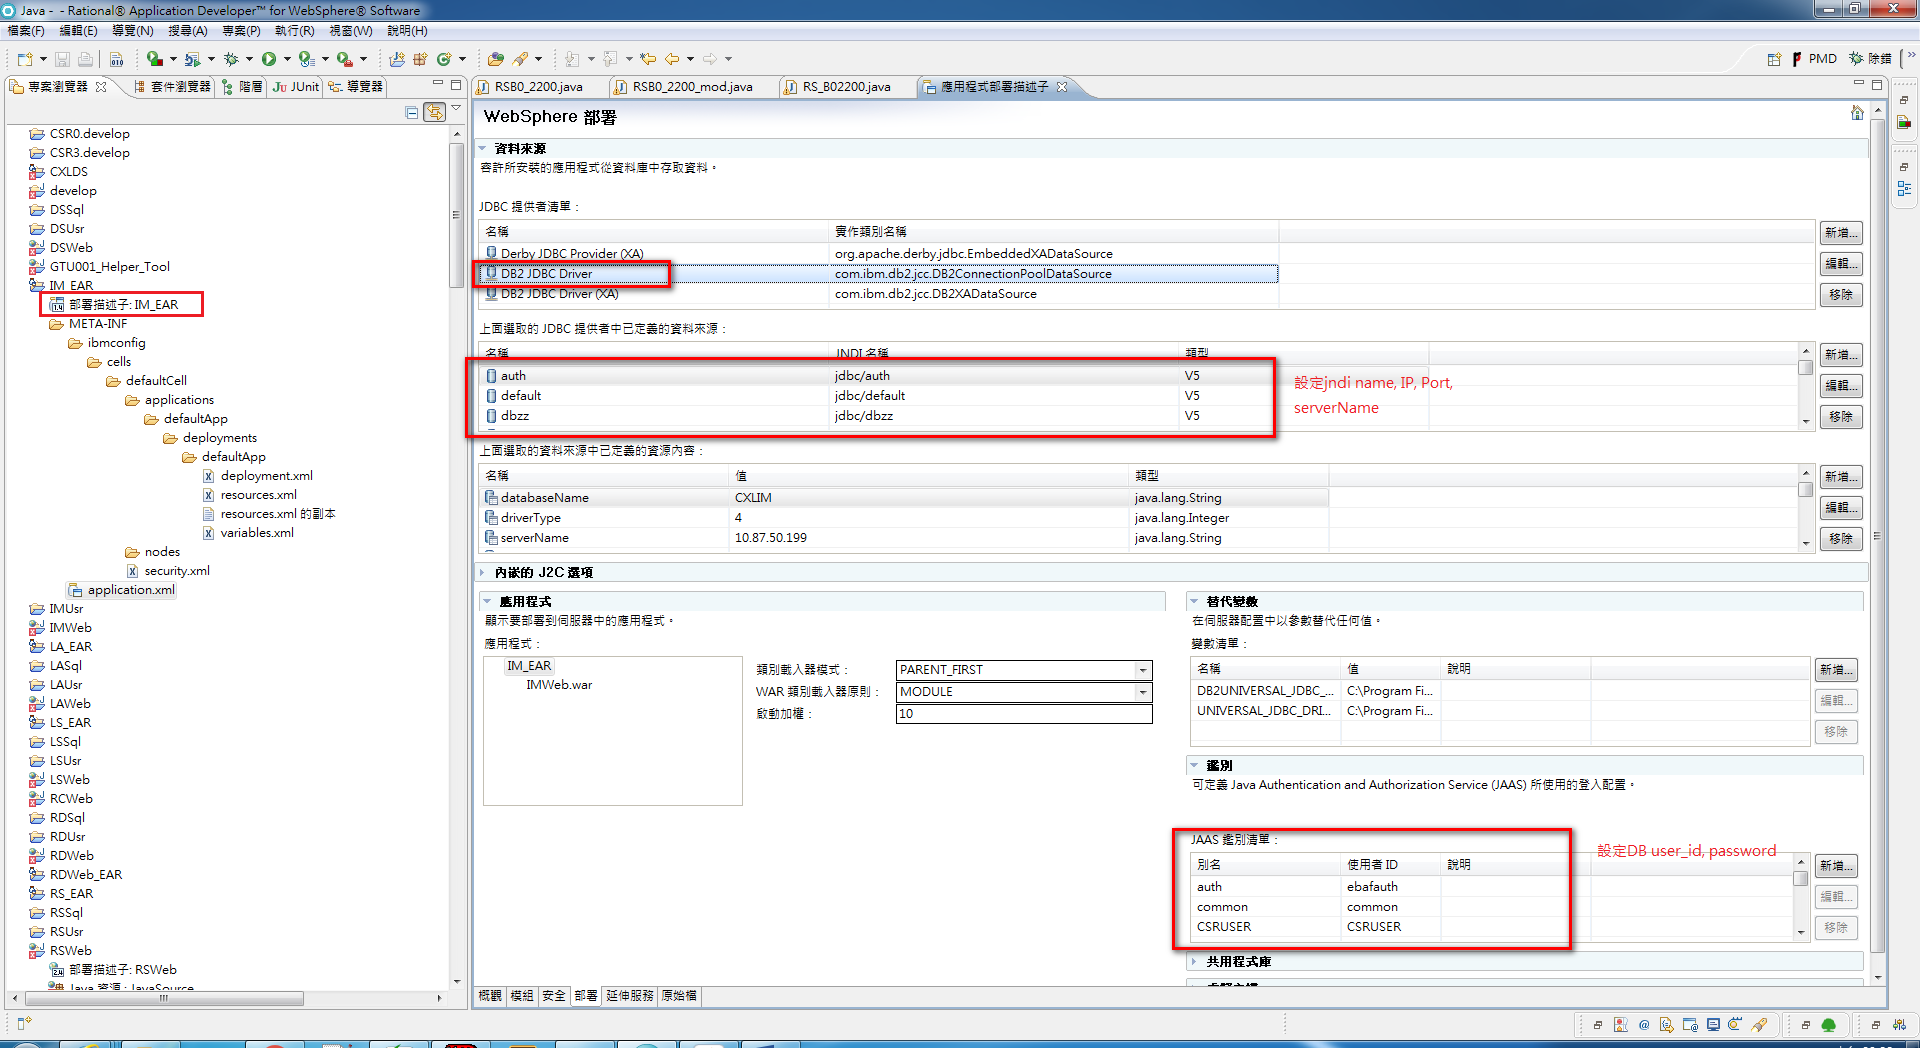 Java - - Rational® Application Developer™ for WebSphere® Software
檔案(F) 編輯(E) 導覽(N) 搜尋(A) 專案(P) 執行(R) 視窗(W) 說明(H)
PMD 除錯
專案瀏覽器 套件瀏覽器 階層 JUnit 導覽器
CSR0.develop
CSR3.develop
CXLDS
develop
DSSql
DSUsr
DSWeb
GTU001_Helper_Tool
IM_EAR
部署描述子: IM_EAR
META-INF
ibmconfig
cells
defaultCell
applications
defaultApp
deployments
defaultApp
deployment.xml
resources.xml
resources.xml 的副本
variables.xml
nodes
security.xml
application.xml
IMUsr
IMWeb
LA_EAR
LASql
LAUsr
LAWeb
LS_EAR
LSSql
LSUsr
LSWeb
RCWeb
RDSql
RDUsr
RDWeb
RDWeb_EAR
RS_EAR
RSSql
RSUsr
RSWeb
部署描述子: RSWeb
Java 資源 : JavaSource
RSB0_2200.java RSB0_2200_mod.java RS_B02200.java 應用程式部署描述子
WebSphere 部署
資料來源
容許所安裝的應用程式從資料庫中存取資料。
JDBC 提供者清單：
名稱 實作類別名稱
Derby JDBC Provider (XA) org.apache.derby.jdbc.EmbeddedXADataSource
DB2 JDBC Driver com.ibm.db2.jcc.DB2ConnectionPoolDataSource
DB2 JDBC Driver (XA) com.ibm.db2.jcc.DB2XADataSource
新增...
編輯...
移除
上面選取的 JDBC 提供者中已定義的資料來源：
名稱 JNDI 名稱 類型
auth jdbc/auth V5
default jdbc/default V5
dbzz jdbc/dbzz V5
設定jndi name, IP, Port,
serverName
新增...
編輯...
移除
上面選取的資料來源中已定義的資源內容：
名稱 值 類型
databaseName CXLIM java.lang.String
driverType 4 java.lang.Integer
serverName 10.87.50.199 java.lang.String
新增...
編輯...
移除
內嵌的 J2C 選項
應用程式
顯示要部署到伺服器中的應用程式。
應用程式：
IM_EAR
IMWeb.war
類別載入器模式： PARENT_FIRST
WAR 類別載入器原則： MODULE
啟動加權： 10
替代變數
在伺服器配置中以參數替代任何值。
變數清單：
名稱 值 說明
DB2UNIVERSAL_JDBC_... C:\Program Fi...
UNIVERSAL_JDBC_DRI... C:\Program Fi...
新增...
編輯...
移除
鑑別
可定義 Java Authentication and Authorization Service (JAAS) 所使用的登入配置。
JAAS 鑑別清單：
別名 使用者 ID 說明
auth ebafauth
common common
CSRUSER CSRUSER
設定DB user_id, password
新增...
編輯...
移除
共用程式庫
概觀 模組 安全 部署 延伸服務 原始檔